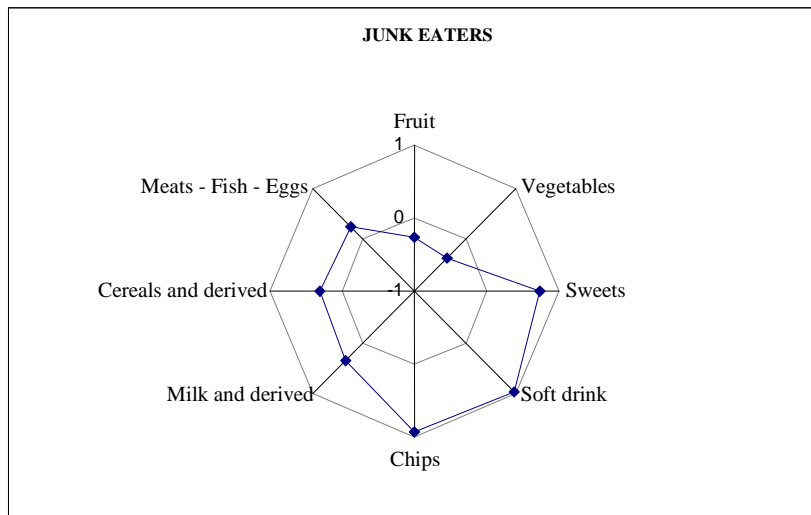 JUNK EATERS
Fruit
1
Meats - Fish - Eggs
Vegetables
0
Cereals and derived
-1
Sweets
Milk and derived
Soft drink
Chips